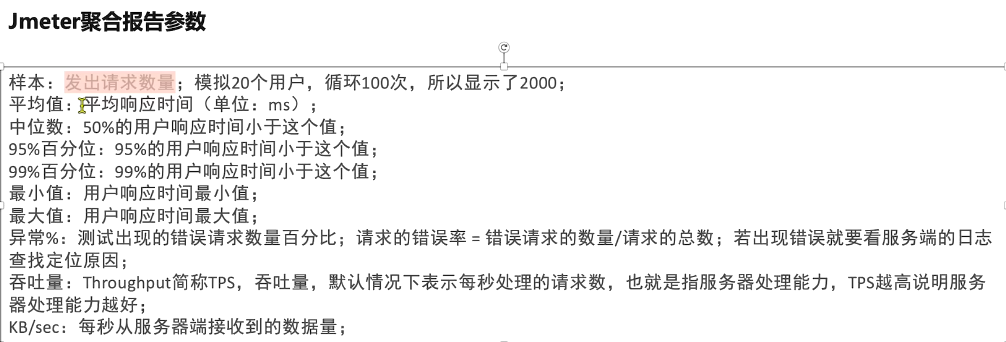 Jmeter聚合报告参数
样本：发出请求数量；模拟20个用户，循环100次，所以显示了2000；
平均值：平均响应时间（单位：ms）；
中位数：50%的用户响应时间小于这个值；
95%百分位：95%的用户响应时间小于这个值；
99%百分位：99%的用户响应时间小于这个值；
最小值：用户响应时间最小值；
最大值：用户响应时间最大值；
异常%：测试出现的错误请求数量百分比；请求的错误率 = 错误请求的数量/请求的总数；若出现错误就要看服务端的日志
查找定位原因；
吞吐量：Throughput简称TPS，吞吐量，默认情况下表示每秒处理的请求数，也就是指服务器处理能力，TPS越高说明服务
器处理能力越好；
KB/sec：每秒从服务器端接收到的数据量；